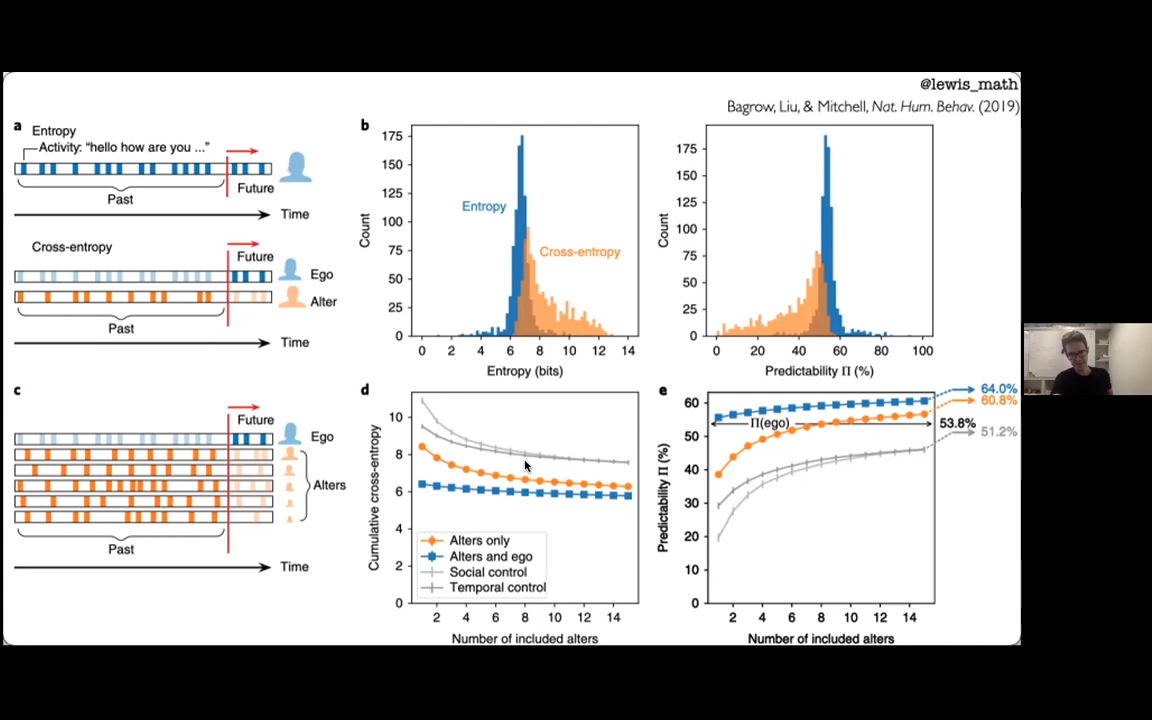 @lewis_math
Bagrow, Liu, & Mitchell, Nat. Hum. Behav. (2019)
a
Entropy
Activity: “hello how are you ...”
Future
Past
Time
Cross-entropy
Future
Ego
Alter
Past
Time
b
175
150
125
100
75
50
25
0
Count
Entropy
Cross-entropy
0 2 4 6 8 10 12 14
Entropy (bits)
175
150
125
100
75
50
25
0
Count
0 20 40 60 80 100
Predictability Π (%)
c
Future
Ego
Alters
Past
Time
d
10
8
6
4
2
0
Cumulative cross-entropy
Alters only
Alters and ego
Social control
Temporal control
2 4 6 8 10 12 14
Number of included alters
e
60
50
40
30
20
10
0
Predictability Π (%)
Π(ego)
64.0%
60.8%
53.8%
51.2%
2 4 6 8 10 12 14
Number of included alters